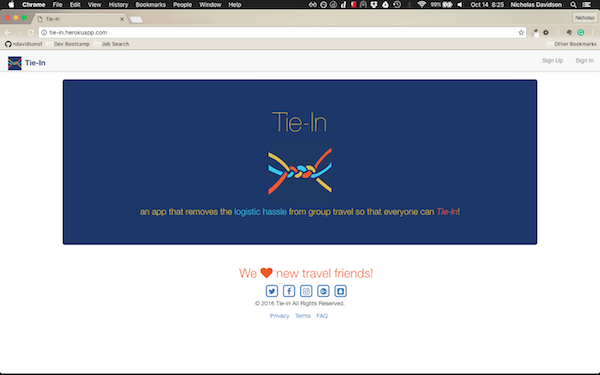 Chrome File Edit View History Bookmarks People Window Help 99% Oct 14 8:25 Nicholas Davidson
Tie-In
Nicholas
tie-in.herokuapp.com
ndavidsonsf Dev Bootcamp Job Search Other Bookmarks
Tie-In Sign Up Sign In
Tie-In
an app that removes the logistic hassle from group travel so that everyone can Tie-In!
We new travel friends!
© 2016 Tie-In All Rights Reserved.
Privacy Terms FAQ